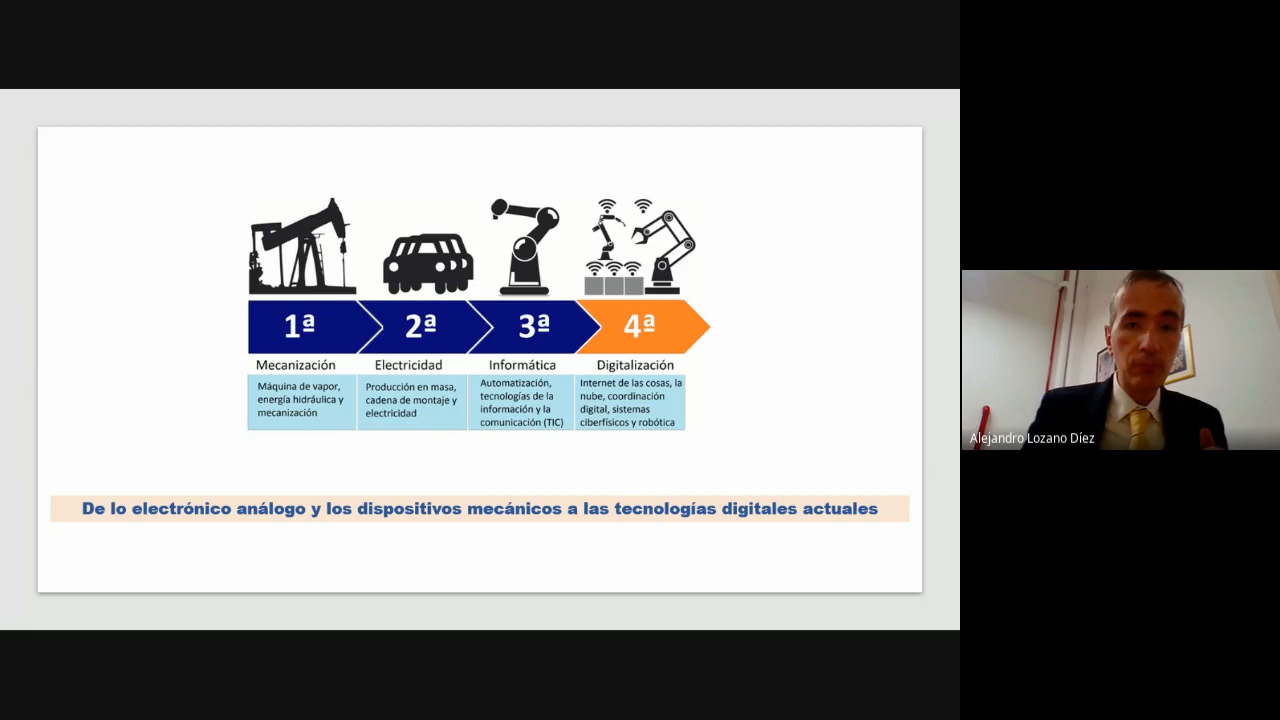 1ª 2ª 3ª 4ª
Mecanización
Electricidad
Informática
Digitalización
Máquina de vapor,
energía hidráulica y
mecanización
Producción en masa,
cadena de montaje y
electricidad
Automatización,
tecnologías de la
información y la
comunicación (TIC)
Internet de las cosas, la
nube, coordinación
digital, sistemas
ciberfísicos y robótica
De lo electrónico análogo y los dispositivos mecánicos a las tecnologías digitales actuales
Alejandro Lozano Díez